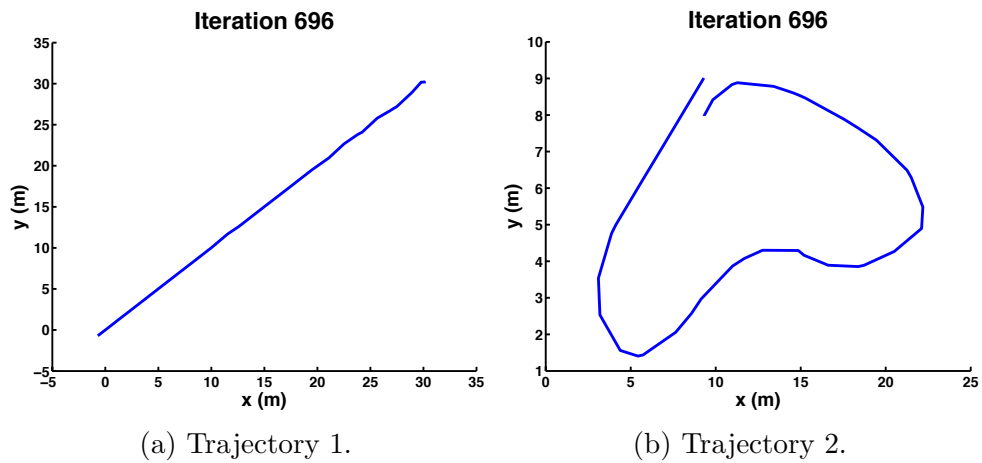 Iteration 696
35
30
25
20
15
10
5
0
−5
y (m)
−5 0 5 10 15 20 25 30 35
x (m)
(a) Trajectory 1.
Iteration 696
10
9
8
7
6
5
4
3
2
1
y (m)
0 5 10 15 20 25
x (m)
(b) Trajectory 2.